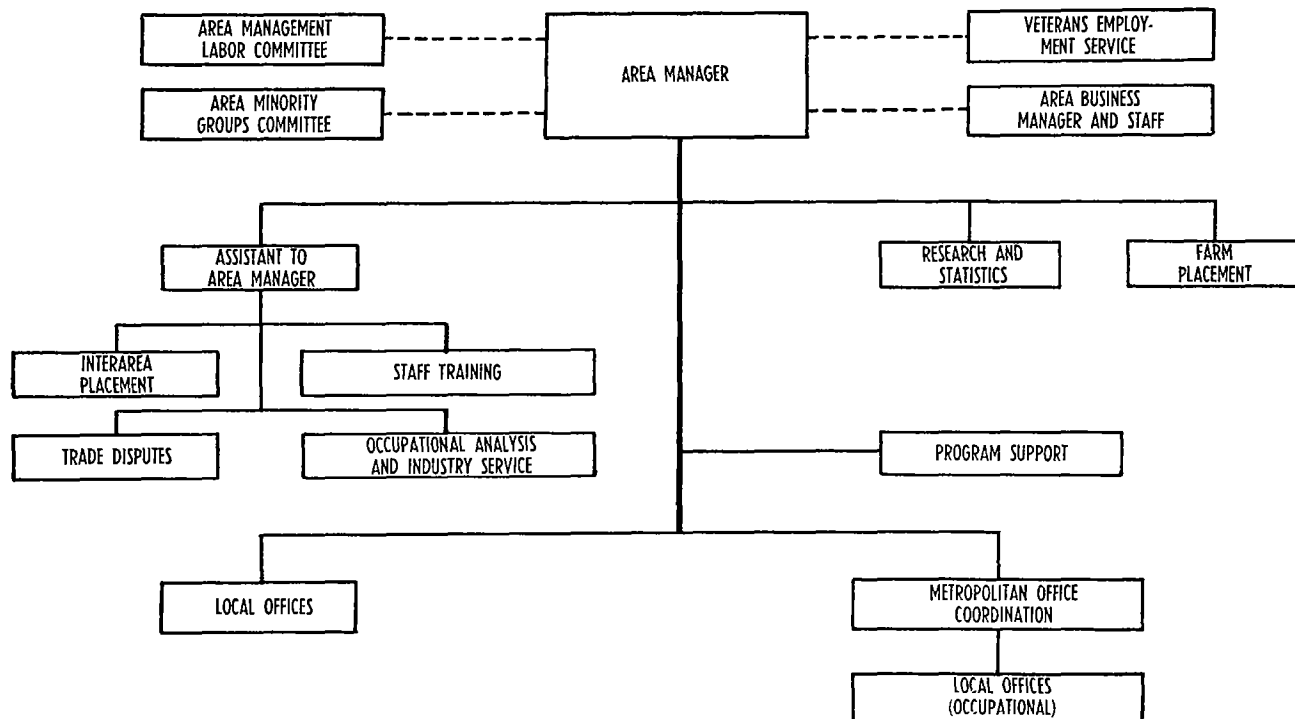 AREA MANAGEMENT
LABOR COMMITTEE
AREA MINORITY
GROUPS COMMITTEE
AREA MANAGER
VETERANS EMPLOY-
MENT SERVICE
AREA BUSINESS
MANAGER AND STAFF
ASSISTANT TO
AREA MANAGER
RESEARCH AND
STATISTICS
FARM
PLACEMENT
INTERAREA
PLACEMENT
STAFF TRAINING
TRADE DISPUTES
OCCUPATIONAL ANALYSIS
AND INDUSTRY SERVICE
PROGRAM SUPPORT
LOCAL OFFICES
METROPOLITAN OFFICE
COORDINATION
LOCAL OFFICES
(OCCUPATIONAL)